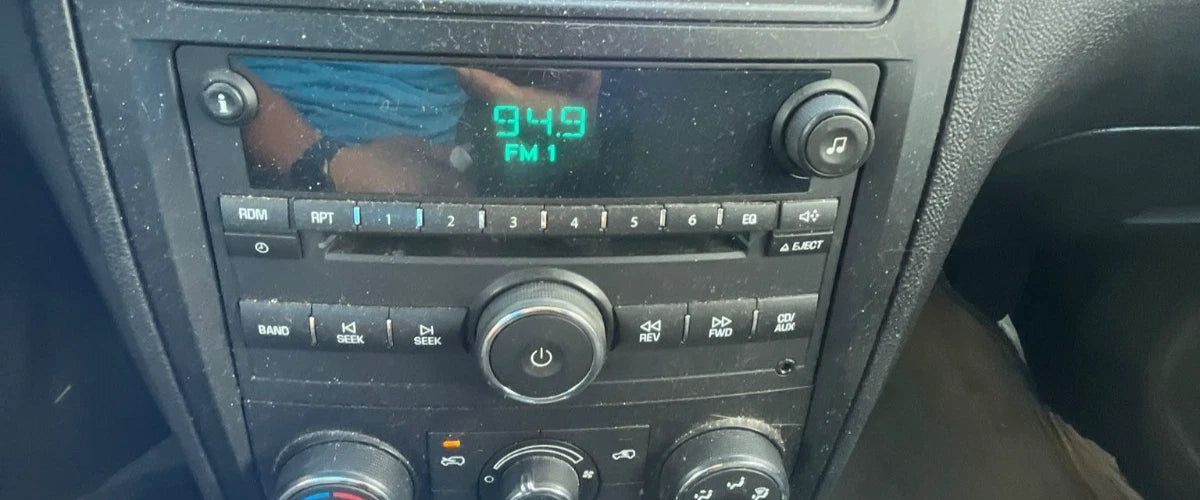 94.9
FM 1
RDM RPT 1 2 3 4 5 6 EQ
EJECT
BAND SEEK SEEK REV FWD CD/
AUX